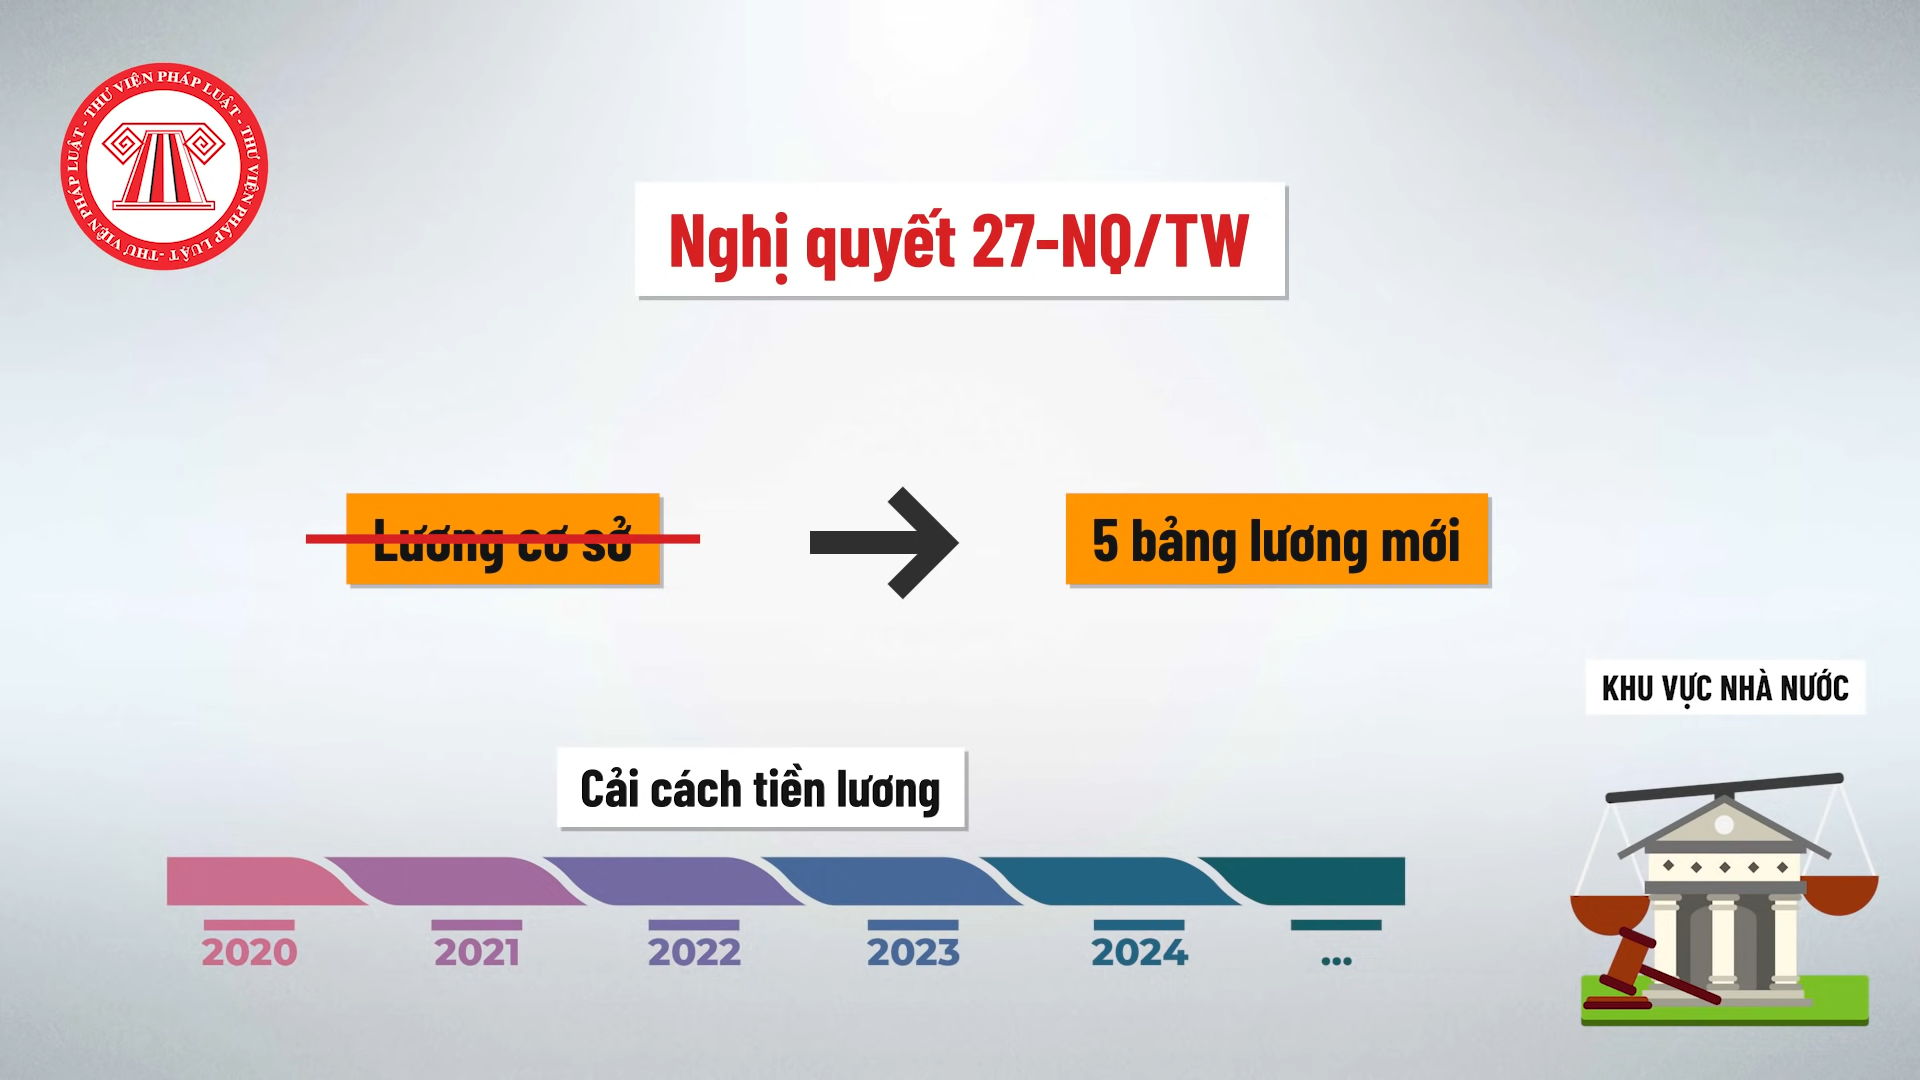 THƯ VIỆN PHÁP LUẬT - THƯ VIỆN PHÁP LUẬT - THƯ VIỆN PHÁP LUẬT -
Nghị quyết 27-NQ/TW
Lương cơ sở
5 bảng lương mới
KHU VỰC NHÀ NƯỚC
Cải cách tiền lương
2020 2021 2022 2023 2024 ...